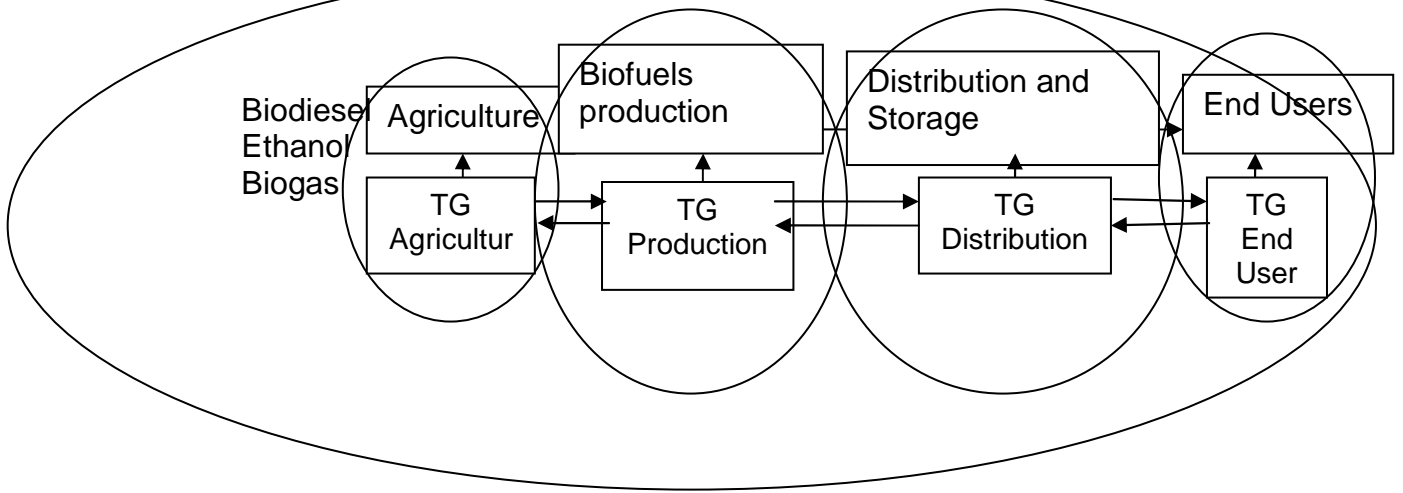 Biodiesel
Ethanol
Biogas
Agriculture
Biofuels
production
Distribution and
Storage
End Users
TG
Agricultur
TG
Production
TG
Distribution
TG
End
User